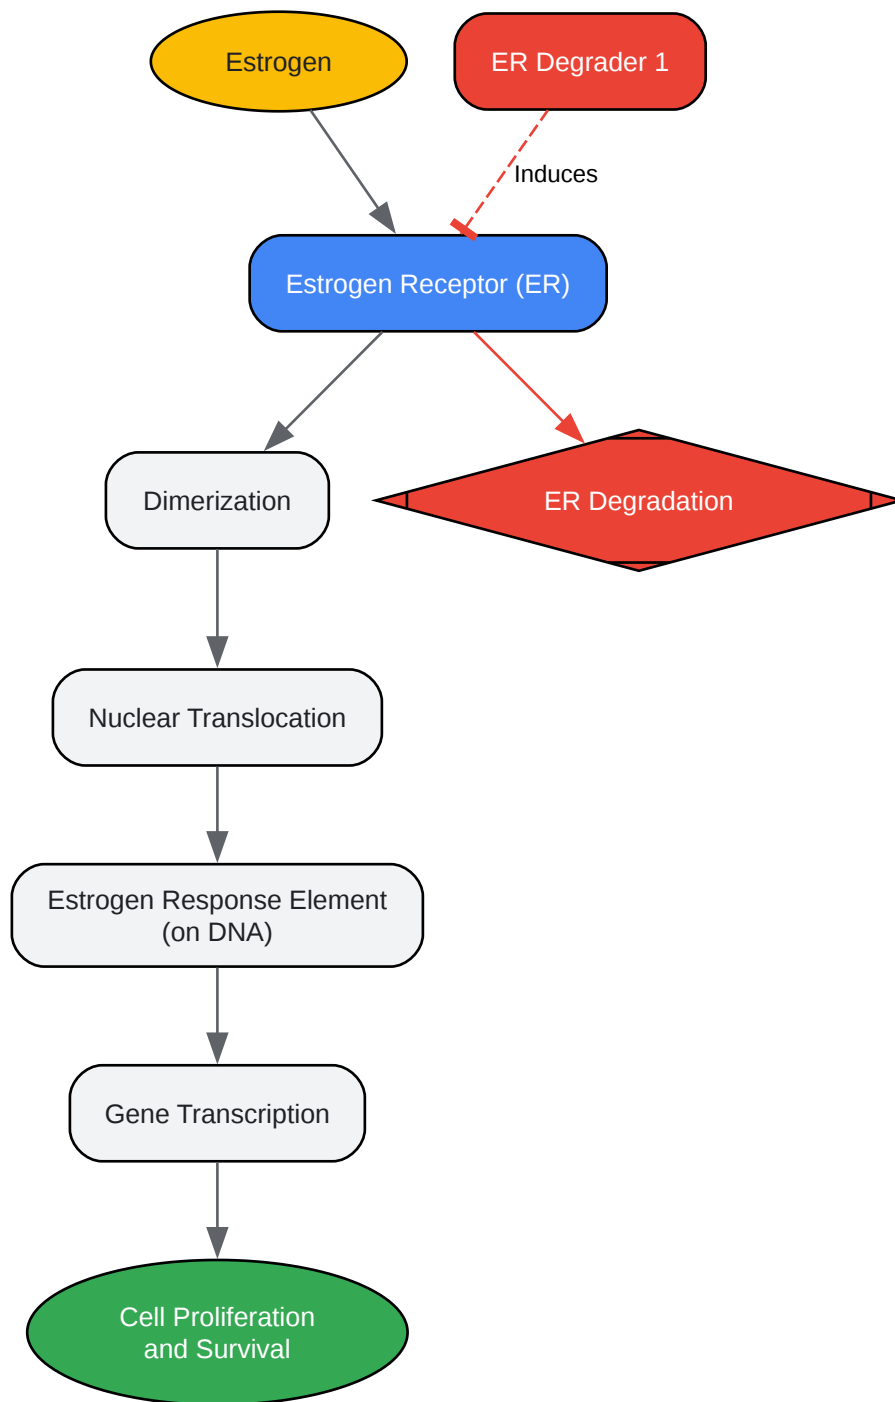 Estrogen
ER Degrader 1
Induces
Estrogen Receptor (ER)
Dimerization
ER Degradation
Nuclear Translocation
Estrogen Response Element
(on DNA)
Gene Transcription
Cell Proliferation
and Survival